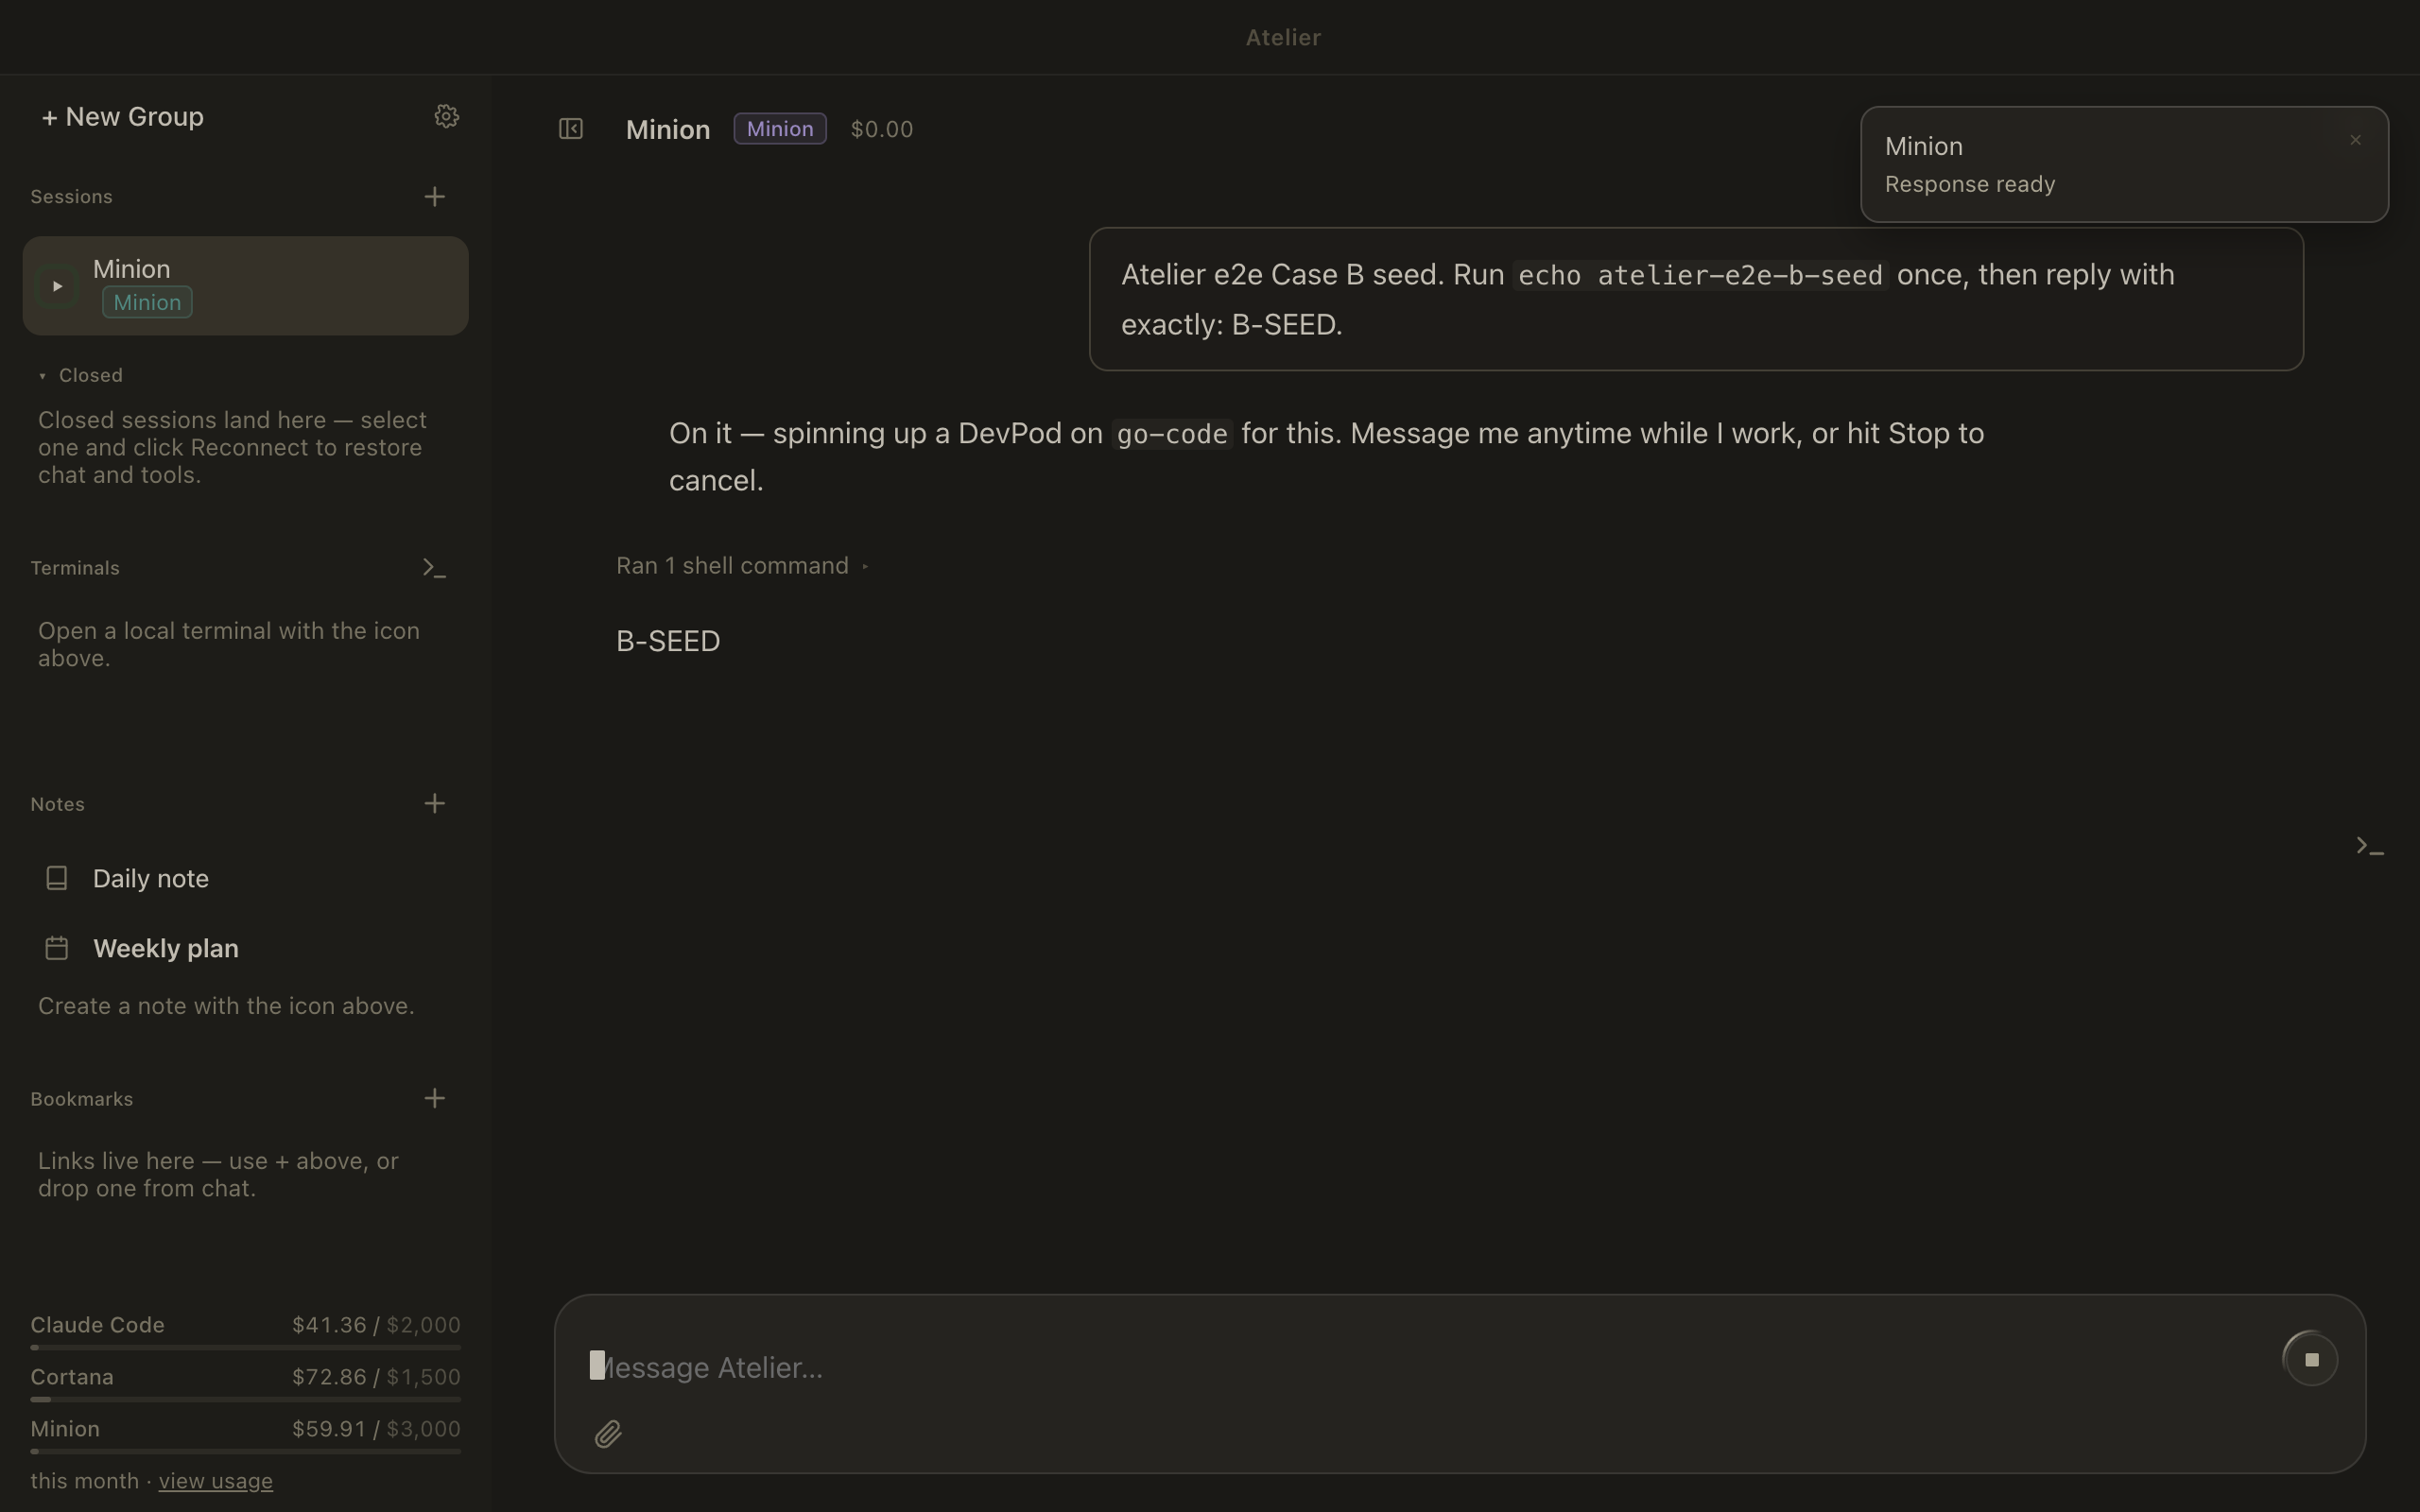 Atelier
+ New Group
Sessions
Minion
Minion
Closed
Closed sessions land here — select
one and click Reconnect to restore
chat and tools.
Terminals
Open a local terminal with the icon
above.
Notes
Daily note
Weekly plan
Create a note with the icon above.
Bookmarks
Links live here — use + above, or
drop one from chat.
Claude Code $41.36 / $2,000
Cortana $72.86 / $1,500
Minion $59.91 / $3,000
this month · view usage
Minion Minion $0.00
Minion
Response ready
Atelier e2e Case B seed. Run echo atelier-e2e-b-seed once, then reply with
exactly: B-SEED.
On it — spinning up a DevPod on go-code for this. Message me anytime while I work, or hit Stop to
cancel.
Ran 1 shell command
B-SEED
Message Atelier...